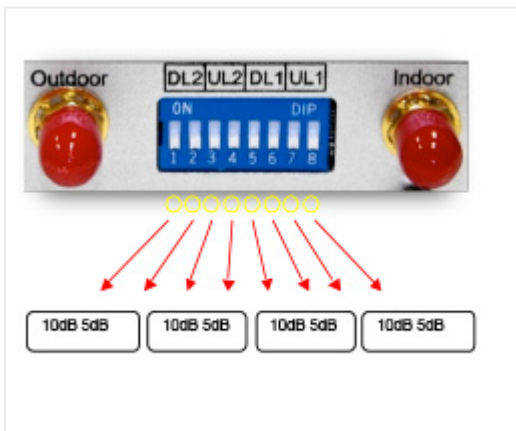 Outdoor DL2 UL2 DL1 UL1 Indoor
ON DIP
1 2 3 4 5 6 7 8
10dB 5dB 10dB 5dB 10dB 5dB 10dB 5dB